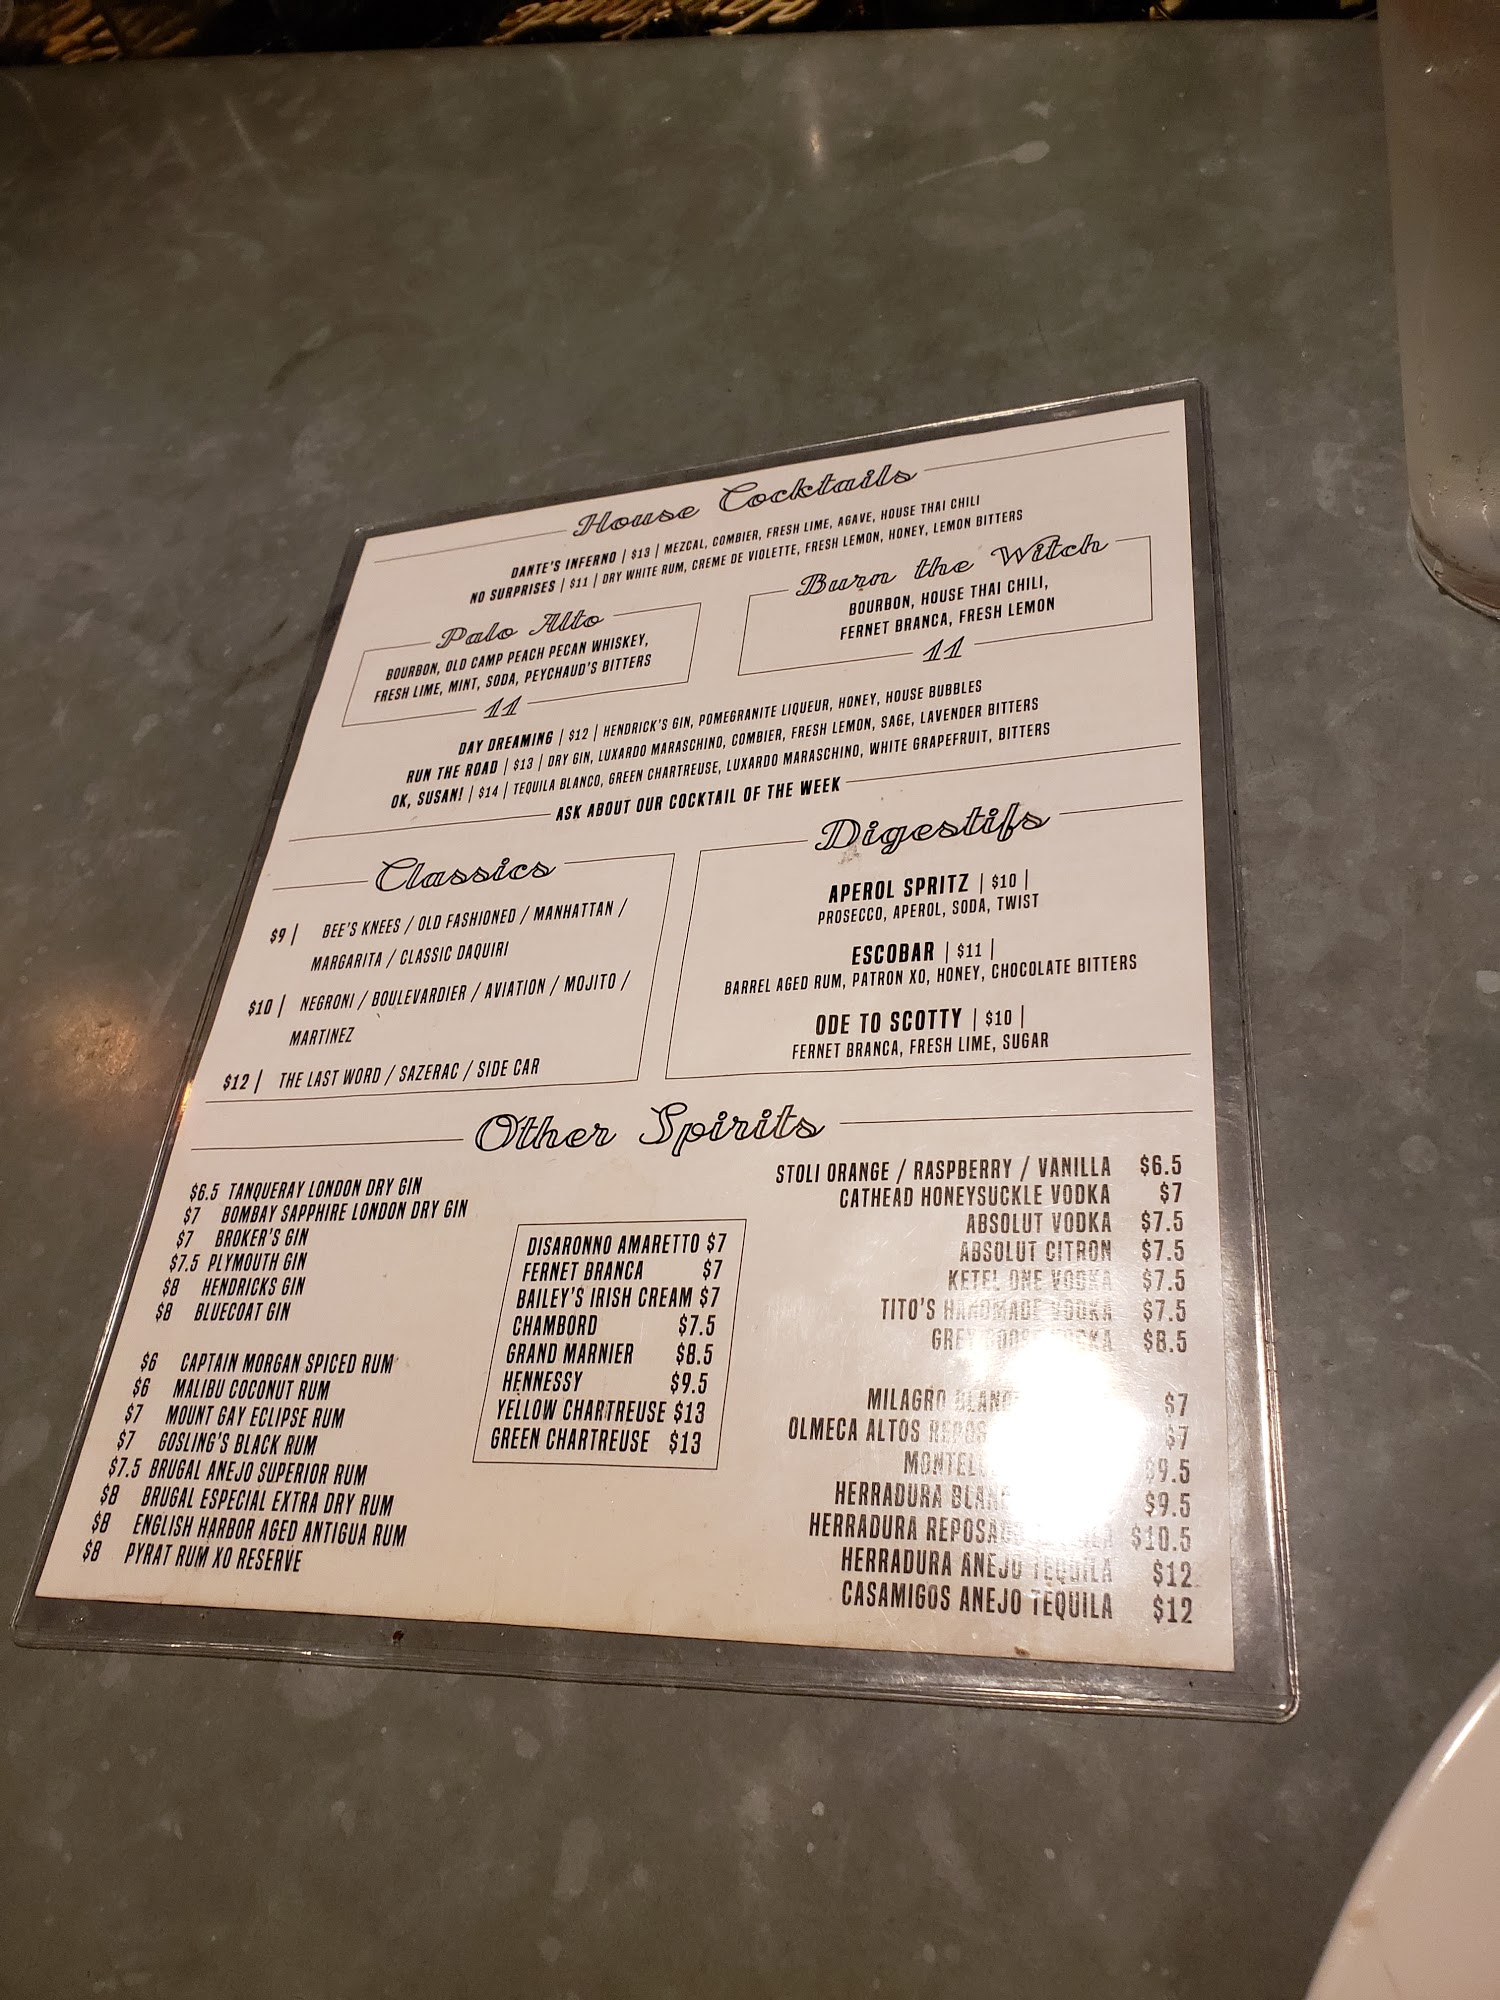 House Cocktails
DANTE'S INFERNO | $13 | MEZCAL, COMBIER, FRESH LIME, AGAVE, HOUSE THAI CHILI
NO SURPRISES | $11 | DRY WHITE RUM, CREME DE VIOLETTE, FRESH LEMON, HONEY, LEMON BITTERS
Palo Alto
BOURBON, OLD CAMP PEACH PECAN WHISKEY,
FRESH LIME, MINT, SODA, PEYCHAUD'S BITTERS
11
Burn the Witch
BOURBON, HOUSE THAI CHILI,
FERNET BRANCA, FRESH LEMON
11
DAY DREAMING | $12 | HENDRICK'S GIN, POMEGRANITE LIQUEUR, HONEY, HOUSE BUBBLES
RUN THE ROAD | $13 | DRY GIN, LUXARDO MARASCHINO, COMBIER, FRESH LEMON, SAGE, LAVENDER BITTERS
OK, SUSAN! | $14 | TEQUILA BLANCO, GREEN CHARTREUSE, LUXARDO MARASCHINO, WHITE GRAPEFRUIT, BITTERS
ASK ABOUT OUR COCKTAIL OF THE WEEK
Classics
$9 | BEE'S KNEES / OLD FASHIONED / MANHATTAN /
MARGARITA / CLASSIC DAQUIRI
$10 | NEGRONI / BOULEVARDIER / AVIATION / MOJITO /
MARTINEZ
$12 | THE LAST WORD / SAZERAC / SIDE CAR
Digestifs
APEROL SPRITZ | $10 |
PROSECCO, APEROL, SODA, TWIST
ESCOBAR | $11 |
BARREL AGED RUM, PATRON XO, HONEY, CHOCOLATE BITTERS
ODE TO SCOTTY | $10 |
FERNET BRANCA, FRESH LIME, SUGAR
Other Spirits
$6.5 TANQUERAY LONDON DRY GIN
$7 BOMBAY SAPPHIRE LONDON DRY GIN
$7 BROKER'S GIN
$7.5 PLYMOUTH GIN
$8 HENDRICKS GIN
$8 BLUECOAT GIN
$6 CAPTAIN MORGAN SPICED RUM
$6 MALIBU COCONUT RUM
$7 MOUNT GAY ECLIPSE RUM
$7 GOSLING'S BLACK RUM
$7.5 BRUGAL ANEJO SUPERIOR RUM
$8 BRUGAL ESPECIAL EXTRA DRY RUM
$8 ENGLISH HARBOR AGED ANTIGUA RUM
$8 PYRAT RUM XO RESERVE
DISARONNO AMARETTO $7
FERNET BRANCA $7
BAILEY'S IRISH CREAM $7
CHAMBORD $7.5
GRAND MARNIER $8.5
HENNESSY $9.5
YELLOW CHARTREUSE $13
GREEN CHARTREUSE $13
STOLI ORANGE / RASPBERRY / VANILLA $6.5
CATHEAD HONEYSUCKLE VODKA $7
ABSOLUT VODKA $7.5
ABSOLUT CITRON $7.5
KETEL ONE VODKA $7.5
TITO'S HANDMADE VODKA $7.5
GREY GOOSE VODKA $8.5
MILAGRO $7
OLMECA ALTOS $7
$9.5
HERRADURA $9.5
HERRADURA REPOSADO $10.5
HERRADURA ANEJO TEQUILA $12
CASAMIGOS ANEJO TEQUILA $12